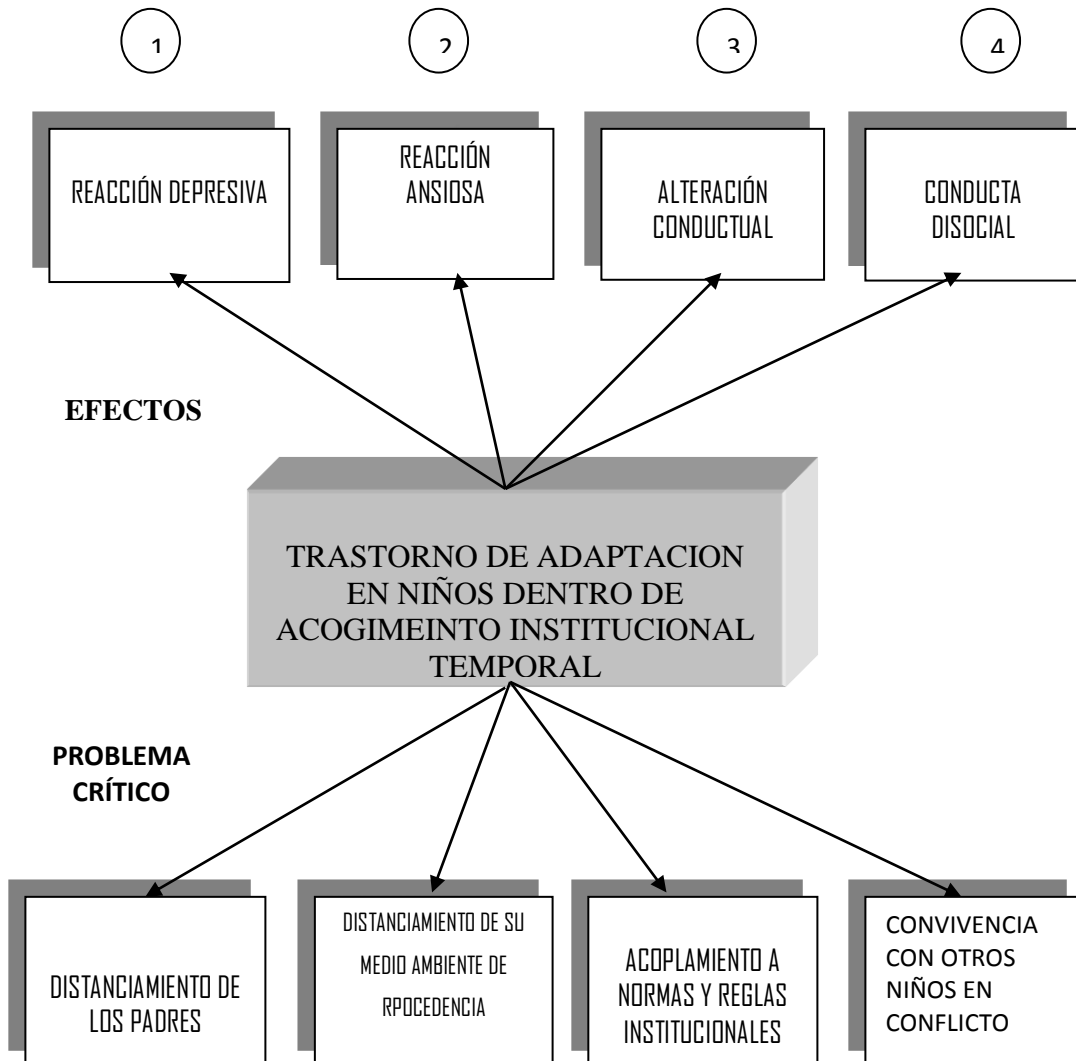 1
2
3
4
REACCIÓN DEPRESIVA
REACCIÓN
ANSIOSA
ALTERACIÓN
CONDUCTUAL
CONDUCTA
DISOCIAL
EFECTOS
TRASTORNO DE ADAPTACION
EN NIÑOS DENTRO DE
ACOGIMEINTO INSTITUCIONAL
TEMPORAL
PROBLEMA
CRÍTICO
DISTANCIAMIENTO DE
LOS PADRES
DISTANCIAMIENTO DE SU
MEDIO AMBIENTE DE
RPOCEDENCIA
ACOPLAMIENTO A
NORMAS Y REGLAS
INSTITUCIONALES
CONVIVENCIA
CON OTROS
NIÑOS EN
CONFLICTO